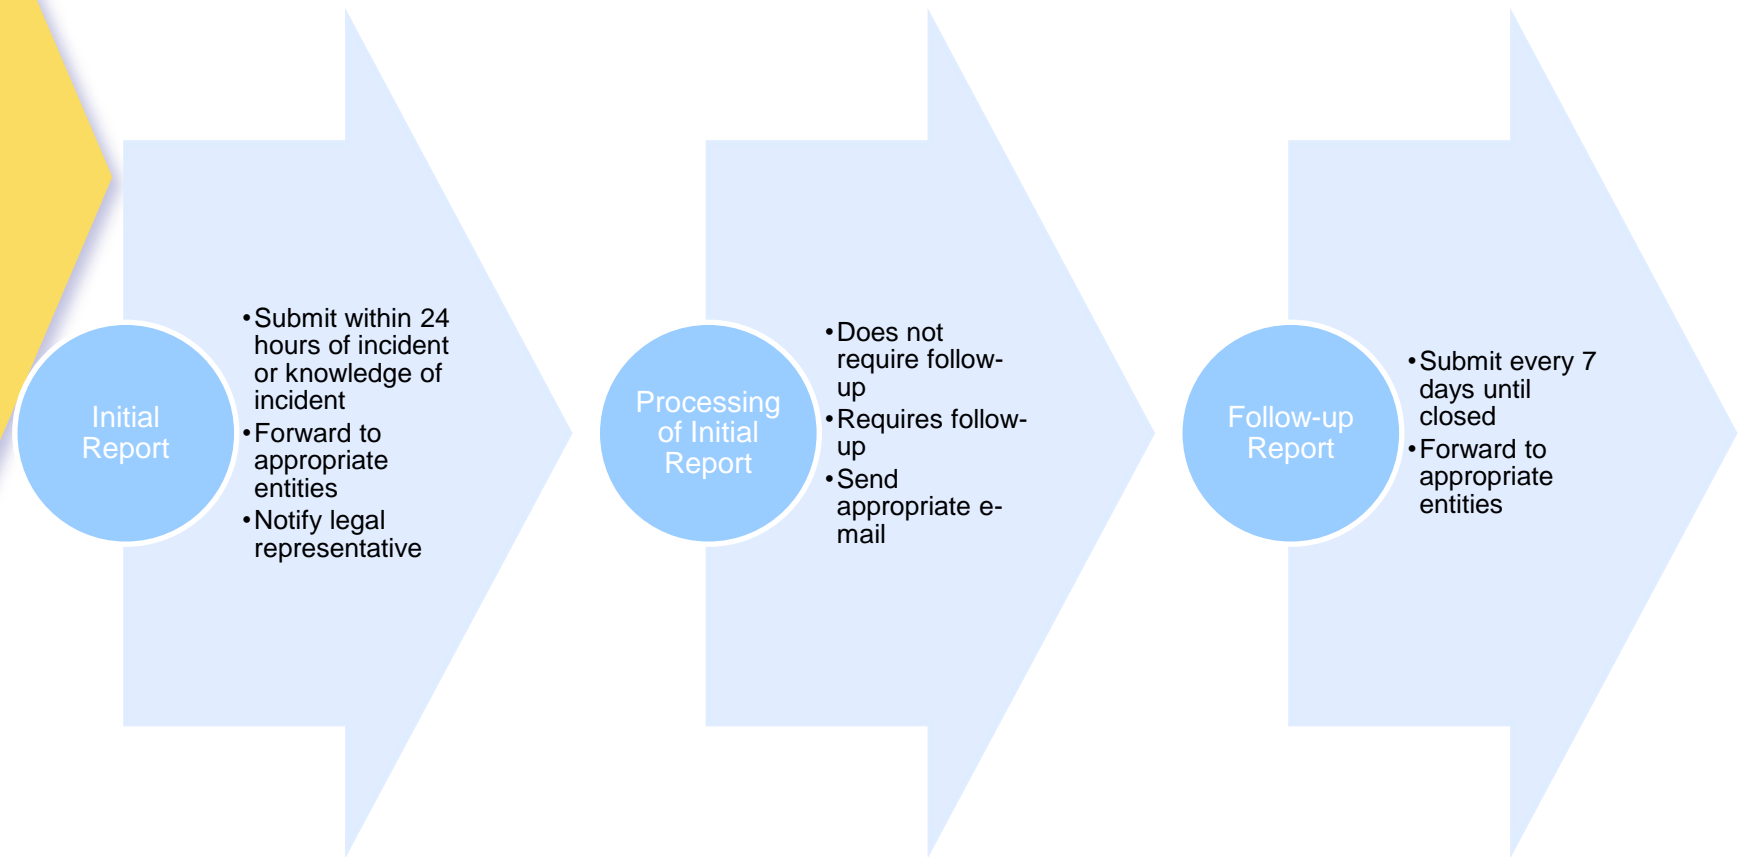 Initial
Report
•Submit within 24
hours of incident
or knowledge of
incident
•Forward to
appropriate
entities
•Notify legal
representative
Processing
of Initial
Report
•Does not
require follow-
up
•Requires follow-
up
•Send
appropriate e-
mail
Follow-up
Report
•Submit every 7
days until
closed
•Forward to
appropriate
entities